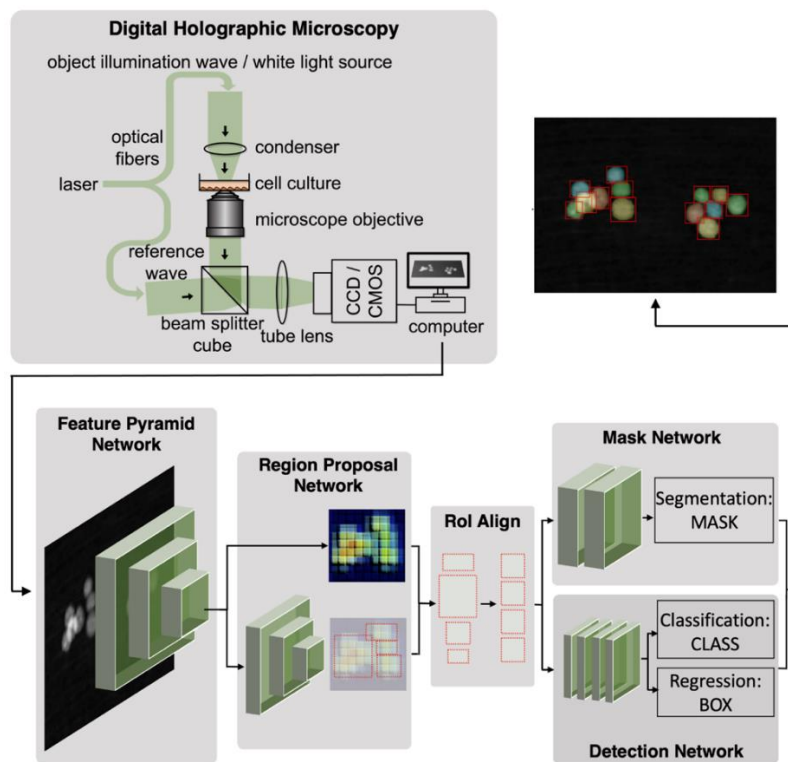 Digital Holographic Microscopy
object illumination wave / white light source
optical
fibers
condenser
laser
cell culture
microscope objective
reference
wave
CCD /
CMOS
beam splitter
cube
tube lens
computer
Feature Pyramid
Network
Region Proposal
Network
RoI Align
Mask Network
Segmentation:
MASK
Classification:
CLASS
Regression:
BOX
Detection Network